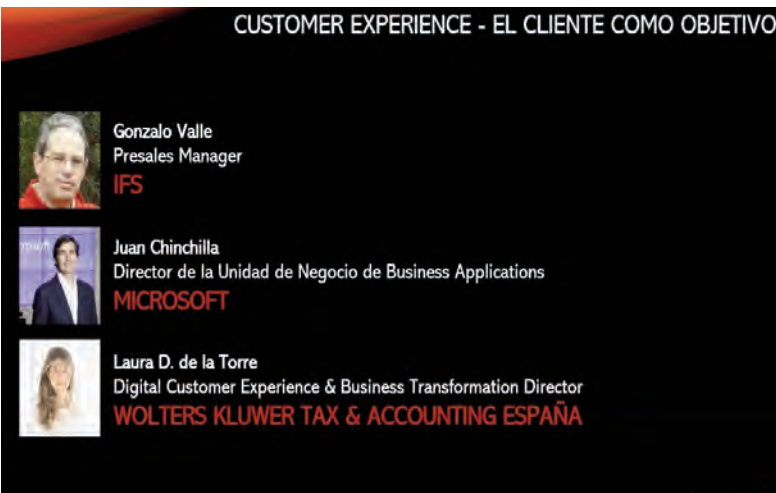 CUSTOMER EXPERIENCE - EL CLIENTE COMO OBJETIVO
Gonzalo Valle
Presales Manager
IFS
Juan Chinchilla
Director de la Unidad de Negocio de Business Applications
MICROSOFT
Laura D. de la Torre
Digital Customer Experience & Business Transformation Director
WOLTERS KLUWER TAX & ACCOUNTING ESPAÑA